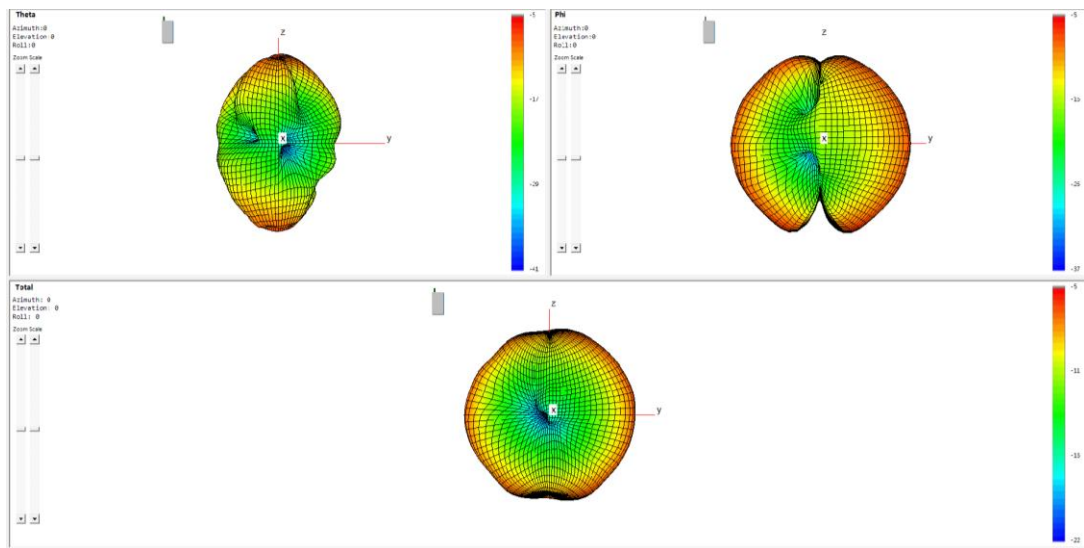 Theta
Azimuth:0
Elevation:0
Roll:0
Zoom Scale
z
x
y
-5
-17
-29
-41
Phi
Azimuth:0
Elevation:0
Roll:0
Zoom Scale
z
x
y
-5
-25
-37
Total
Azimuth: 0
Elevation: 0
Roll: 0
Zoom Scale
z
x
y
-5
-11
-22